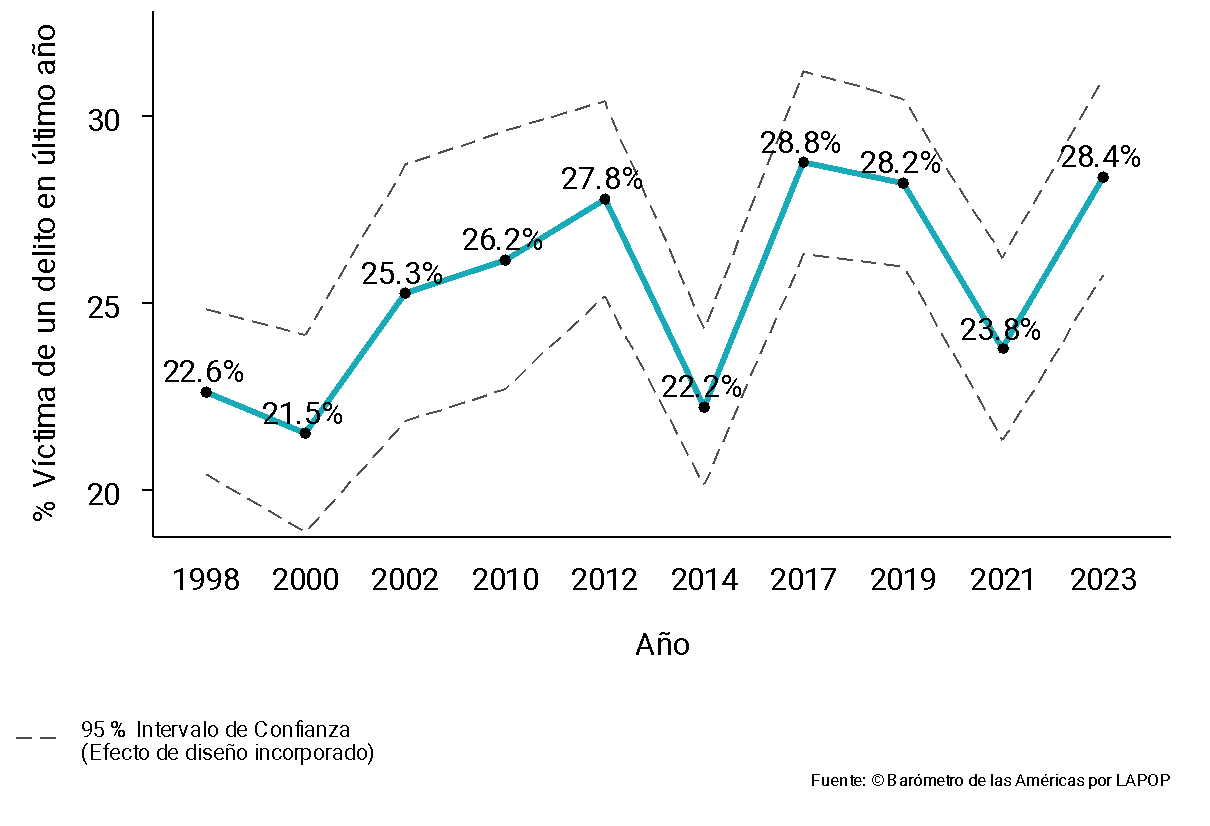 % Víctima de un delito en último año
30
25
20
22.6%
21.5%
25.3%
26.2%
27.8%
22.2%
28.8%
28.2%
23.8%
28.4%
1998 2000 2002 2010 2012 2014 2017 2019 2021 2023
Año
95 % Intervalo de Confianza
(Efecto de diseño incorporado)
Fuente: © Barómetro de las Américas por LAPOP